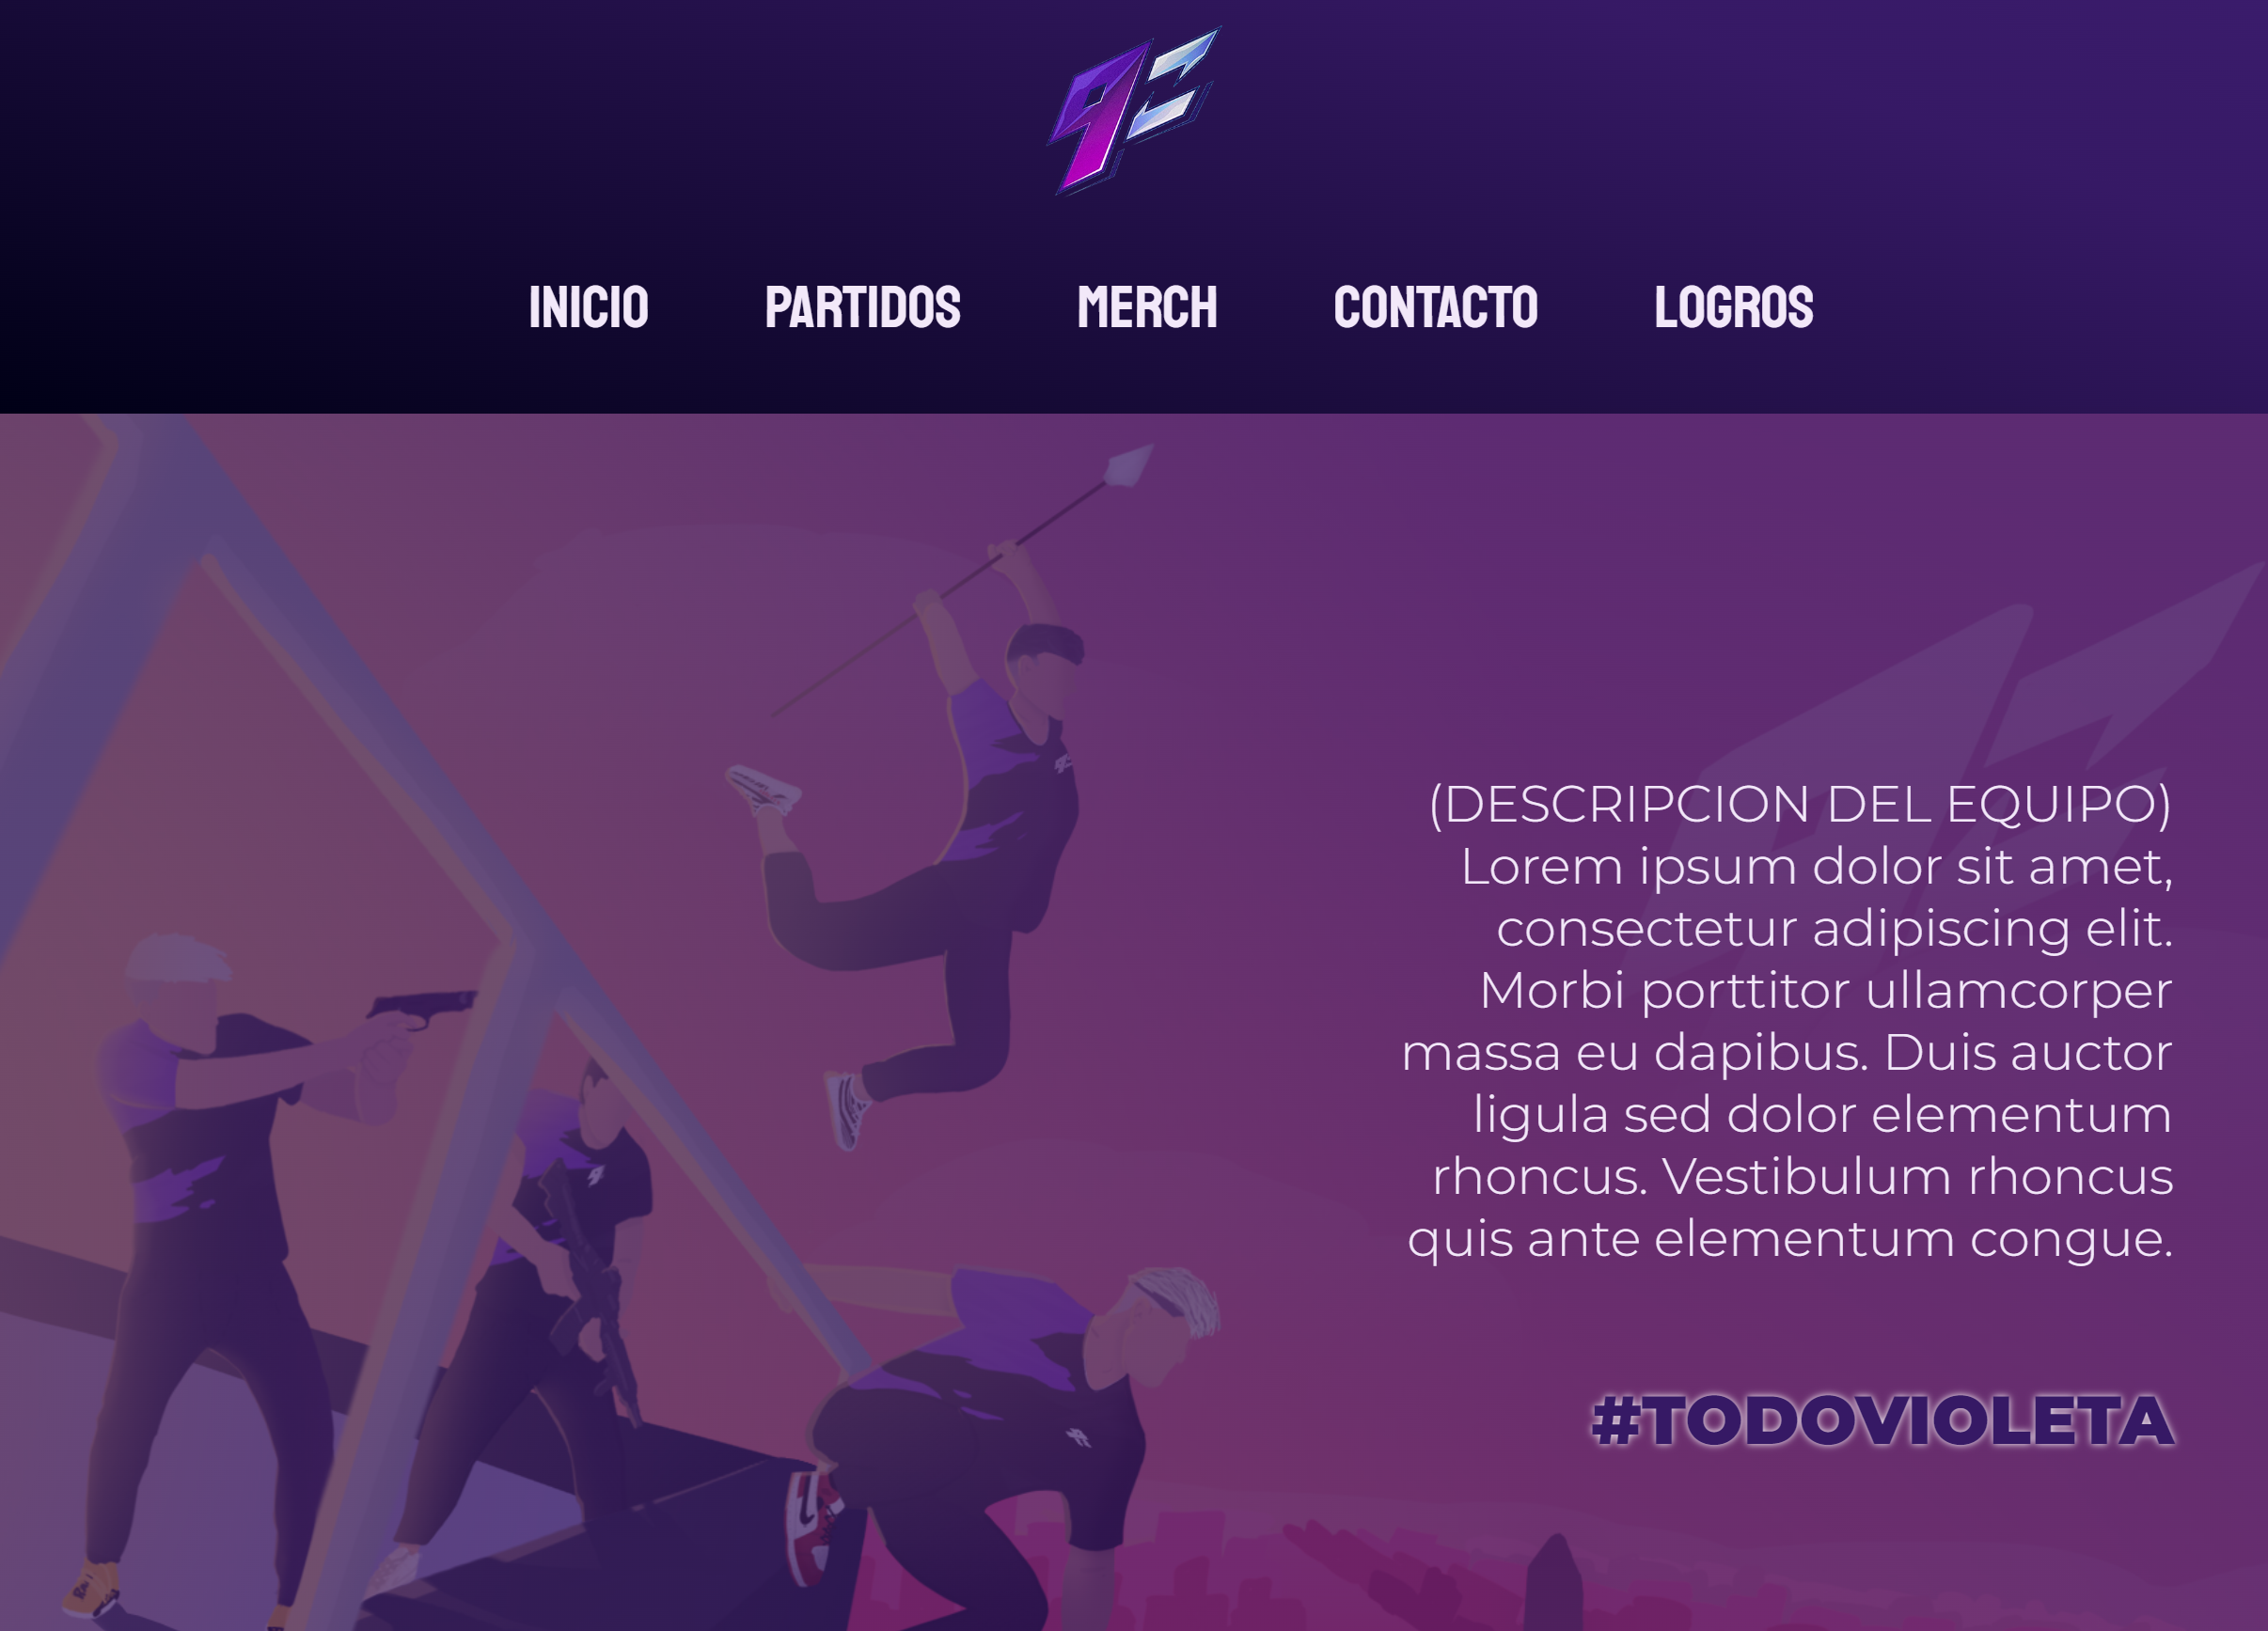 INICIO PARTIDOS MERCH CONTACTO LOGROS
(DESCRIPCION DEL EQUIPO)
Lorem ipsum dolor sit amet,
consectetur adipiscing elit.
Morbi porttitor ullamcorper
massa eu dapibus. Duis auctor
ligula sed dolor elementum
rhoncus. Vestibulum rhoncus
quis ante elementum congue.
#TODOVIOLETA